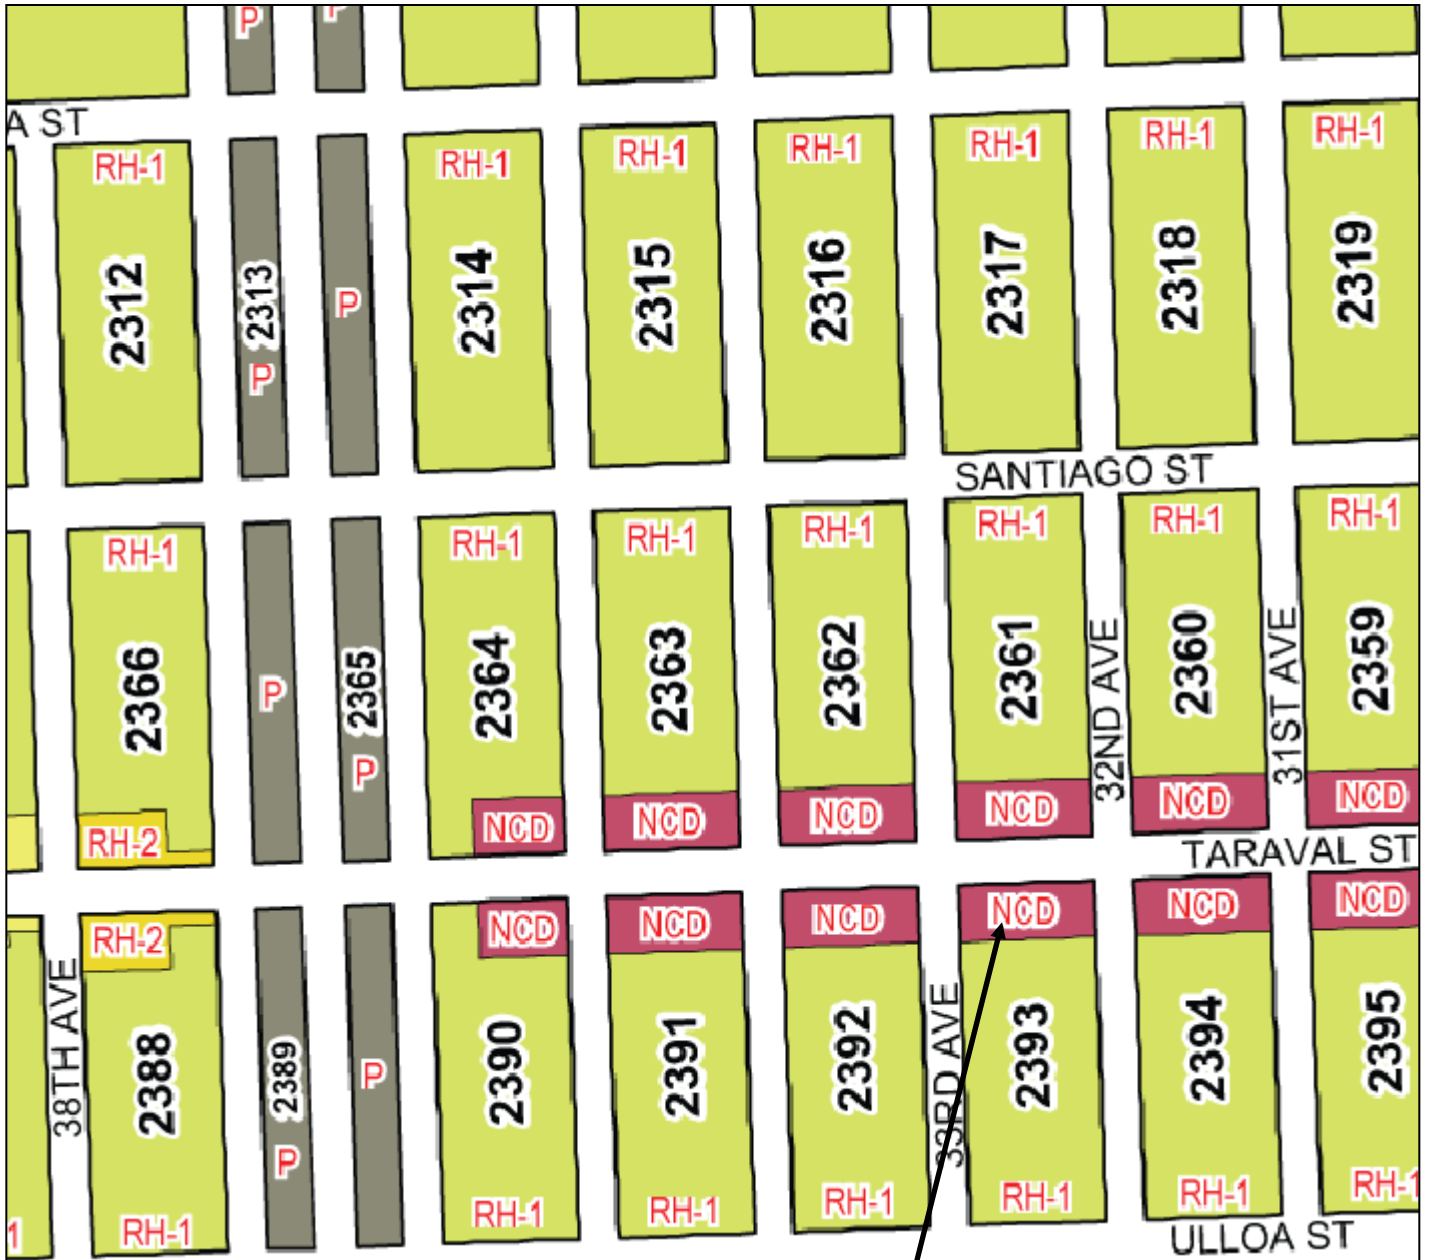 P
P
A ST
RH-1
RH-1
RH-1
RH-1
RH-1
RH-1
RH-1
2312
2313
P
P
2314
2315
2316
2317
2318
2319
SANTIAGO ST
RH-1
RH-1
RH-1
RH-1
RH-1
RH-1
RH-1
2366
P
2365
P
2364
2363
2362
2361
32ND AVE
2360
31ST AVE
2359
RH-2
NCD
NCD
NCD
NCD
NCD
NCD
TARAVAL ST
RH-2
NCD
NCD
NCD
NCD
NCD
NCD
38TH AVE
2388
2389
P
P
2390
2391
2392
33RD AVE
2393
2394
2395
1
RH-1
RH-1
RH-1
RH-1
RH-1
RH-1
RH-1
ULLOA ST